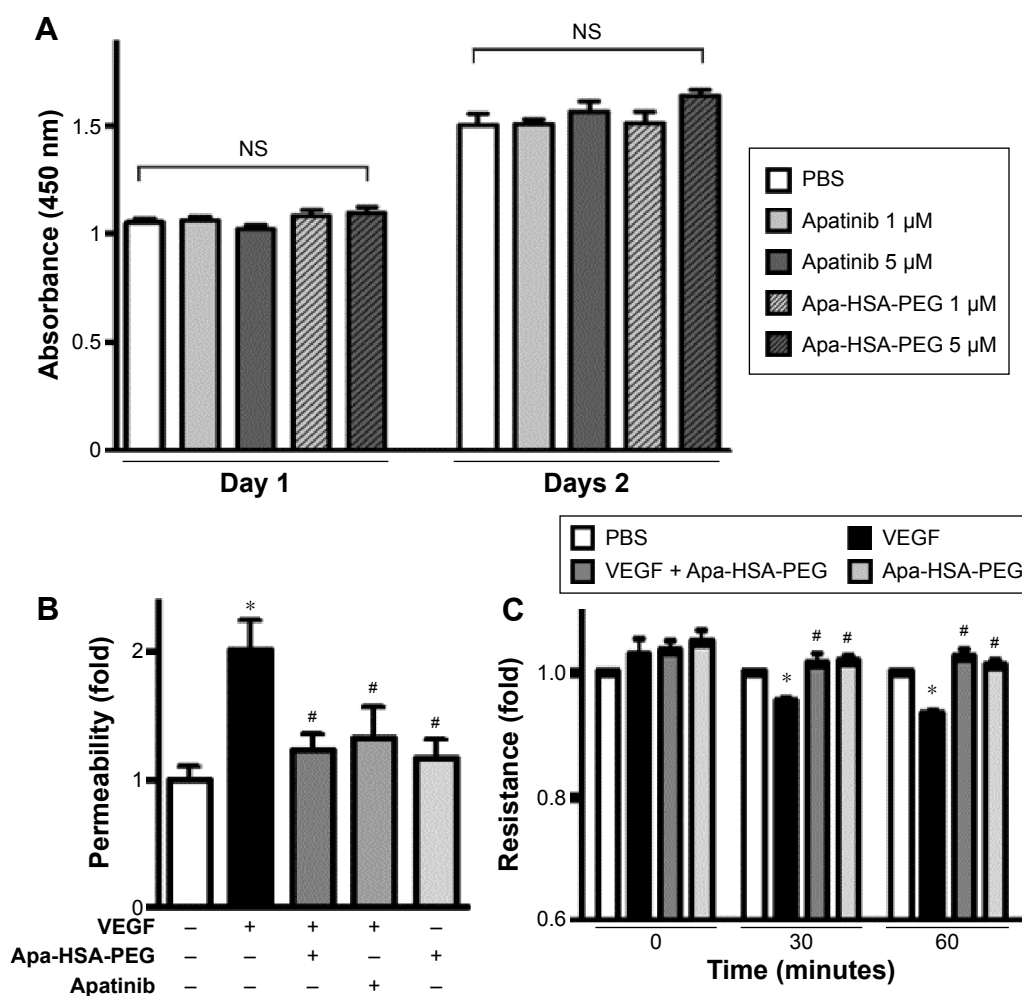 A
NS
NS
1.5
1
0.5
0
Absorbance (450 nm)
Day 1
Days 2
PBS
Apatinib 1 µM
Apatinib 5 µM
Apa-HSA-PEG 1 µM
Apa-HSA-PEG 5 µM
B
2
1
0
Permeability (fold)
*
#
#
#
VEGF – + + + –
Apa-HSA-PEG – – + – +
Apatinib – – – + –
PBS
VEGF
VEGF + Apa-HSA-PEG
Apa-HSA-PEG
C
1.0
0.8
0.6
Resistance (fold)
*
#
#
*
#
#
0
30
60
Time (minutes)